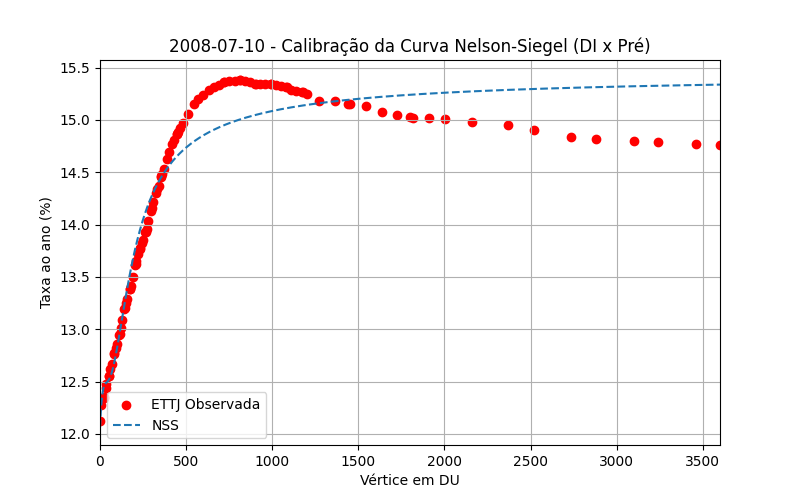 2008-07-10 - Calibração da Curva Nelson-Siegel (DI x Pré)
Taxa ao ano (%)
15.5
15.0
14.5
14.0
13.5
13.0
12.5
12.0
ETTJ Observada
NSS
0 500 1000 1500 2000 2500 3000 3500
Vértice em DU